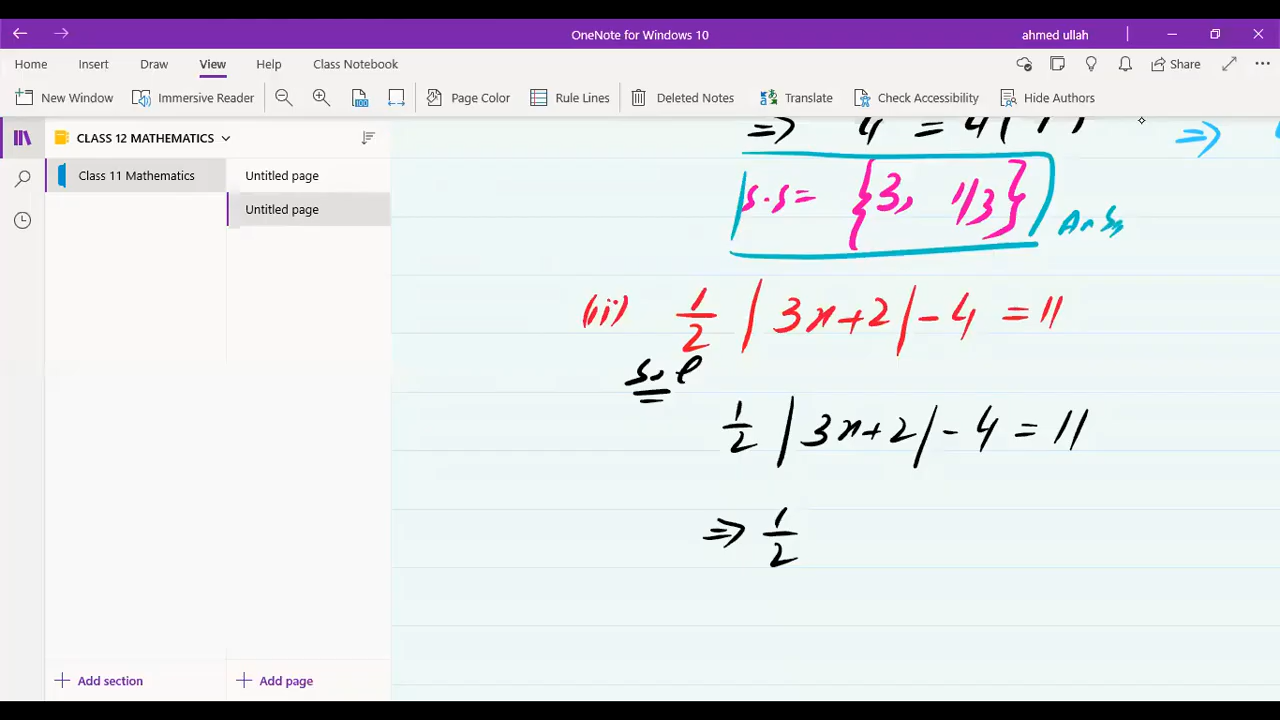 OneNote for Windows 10
ahmed ullah
Home Insert Draw View Help Class Notebook
Share
New Window Immersive Reader Page Color Rule Lines Deleted Notes Translate Check Accessibility Hide Authors
CLASS 12 MATHEMATICS
Class 11 Mathematics
Untitled page
Untitled page
S.S = {3, 1/3} Ans
(ii) 1/2 |3x+2| - 4 = 11
Sol
1/2 |3x+2| - 4 = 11
⇒ 1/2
+ Add section
+ Add page